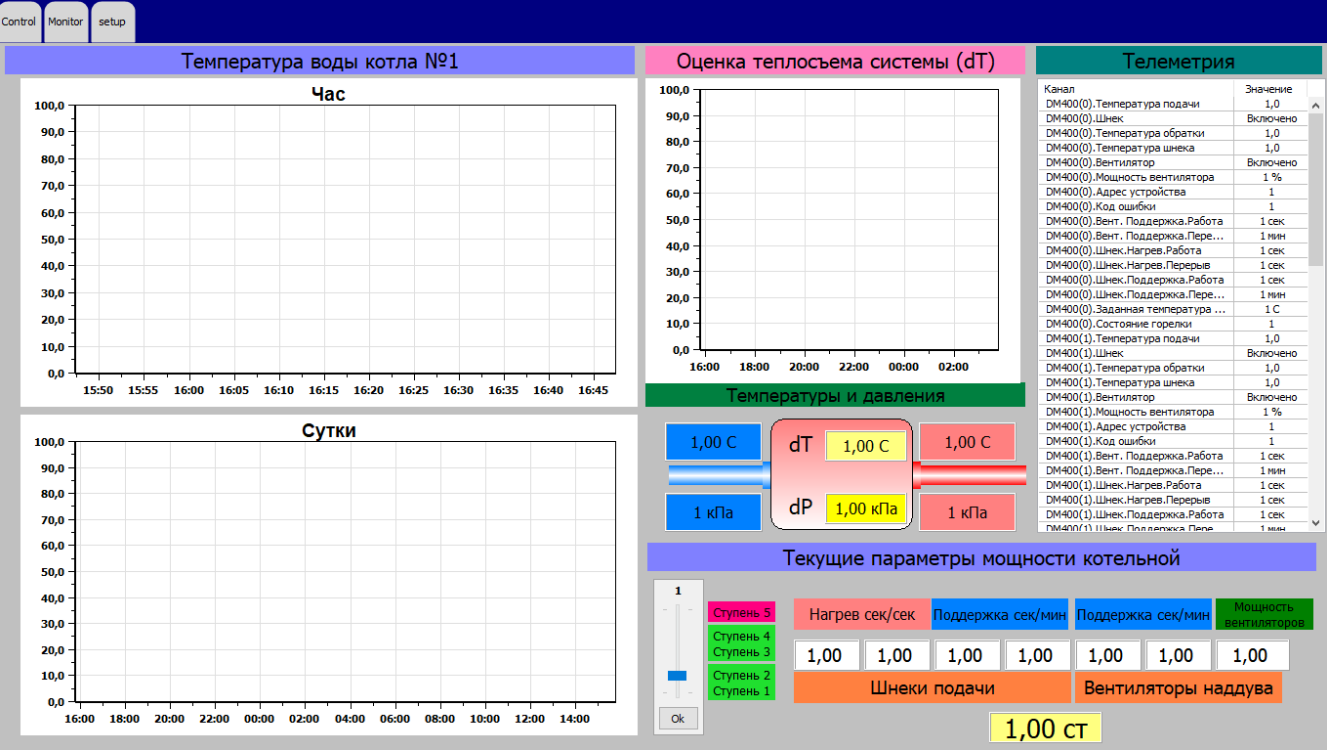 Control Monitor setup
Температура воды котла №1
Час
100,0
90,0
80,0
70,0
60,0
50,0
40,0
30,0
20,0
10,0
0,0
15:50 15:55 16:00 16:05 16:10 16:15 16:20 16:25 16:30 16:35 16:40 16:45
Сутки
100,0
90,0
80,0
70,0
60,0
50,0
40,0
30,0
20,0
10,0
0,0
16:00 18:00 20:00 22:00 00:00 02:00 04:00 06:00 08:00 10:00 12:00 14:00
Оценка теплосъема системы (dT)
100,0
90,0
80,0
70,0
60,0
50,0
40,0
30,0
20,0
10,0
0,0
16:00 18:00 20:00 22:00 00:00 02:00
Температуры и давления
1,00 C dT 1,00 C 1,00 C
1 кПа dP 1,00 кПа 1 кПа
Телеметрия
Канал Значение
DM400(0).Температура подачи 1,0
DM400(0).Шнек Включено
DM400(0).Температура обратки 1,0
DM400(0).Температура шнека 1,0
DM400(0).Вентилятор Включено
DM400(0).Мощность вентилятора 1 %
DM400(0).Адрес устройства 1
DM400(0).Код ошибки 1
DM400(0).Вент. Поддержка.Работа 1 сек
DM400(0).Вент. Поддержка.Пере... 1 мин
DM400(0).Шнек.Нагрев.Работа 1 сек
DM400(0).Шнек.Нагрев.Перерыв 1 сек
DM400(0).Шнек.Поддержка.Работа 1 сек
DM400(0).Шнек.Поддержка.Пере... 1 мин
DM400(0).Заданная температура ... 1 C
DM400(0).Состояние горелки 1
DM400(1).Температура подачи 1,0
DM400(1).Шнек Включено
DM400(1).Температура обратки 1,0
DM400(1).Температура шнека 1,0
DM400(1).Вентилятор Включено
DM400(1).Мощность вентилятора 1 %
DM400(1).Адрес устройства 1
DM400(1).Код ошибки 1
DM400(1).Вент. Поддержка.Работа 1 сек
DM400(1).Вент. Поддержка.Пере... 1 мин
DM400(1).Шнек.Нагрев.Работа 1 сек
DM400(1).Шнек.Нагрев.Перерыв 1 сек
DM400(1).Шнек.Поддержка.Работа 1 сек
DM400(1).Шнек.Поддержка.Пере... 1 мин
Текущие параметры мощности котельной
1
Ok
Ступень 5
Ступень 4
Ступень 3
Ступень 2
Ступень 1
Нагрев сек/сек Поддержка сек/мин Поддержка сек/мин Мощность
вентиляторов
1,00 1,00 1,00 1,00 1,00 1,00 1,00
Шнеки подачи Вентиляторы наддува
1,00 ст